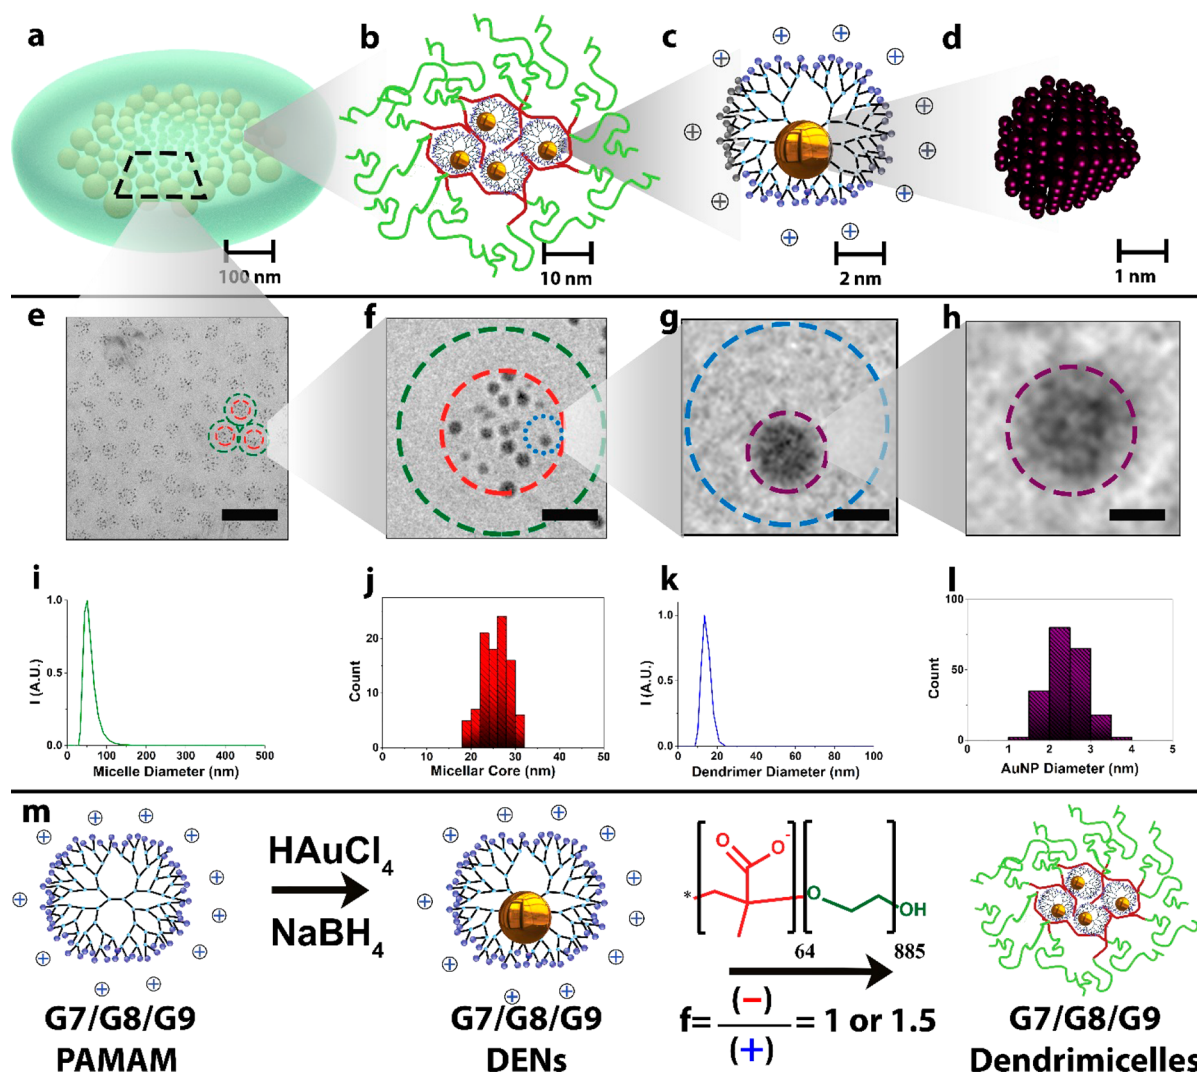 a
b
c
d
100 nm
10 nm
2 nm
1 nm
e
f
g
h
i
I (A.U.)
1.0
0.5
0.0
0 100 200 300 400 500
Micelle Diameter (nm)
j
Count
20
10
0
0 10 20 30 40 50
Micellar Core (nm)
k
I (A.U.)
1.0
0.5
0.0
0 20 40 60 80 100
Dendrimer Diameter (nm)
l
Count
100
50
0
0 1 2 3 4 5
AuNP Diameter (nm)
m
HAuCl4
NaBH4
G7/G8/G9
PAMAM
G7/G8/G9
DENs
O
O-
*
O
OH
64
885
f= (−)/(+) = 1 or 1.5
G7/G8/G9
Dendrimicelles